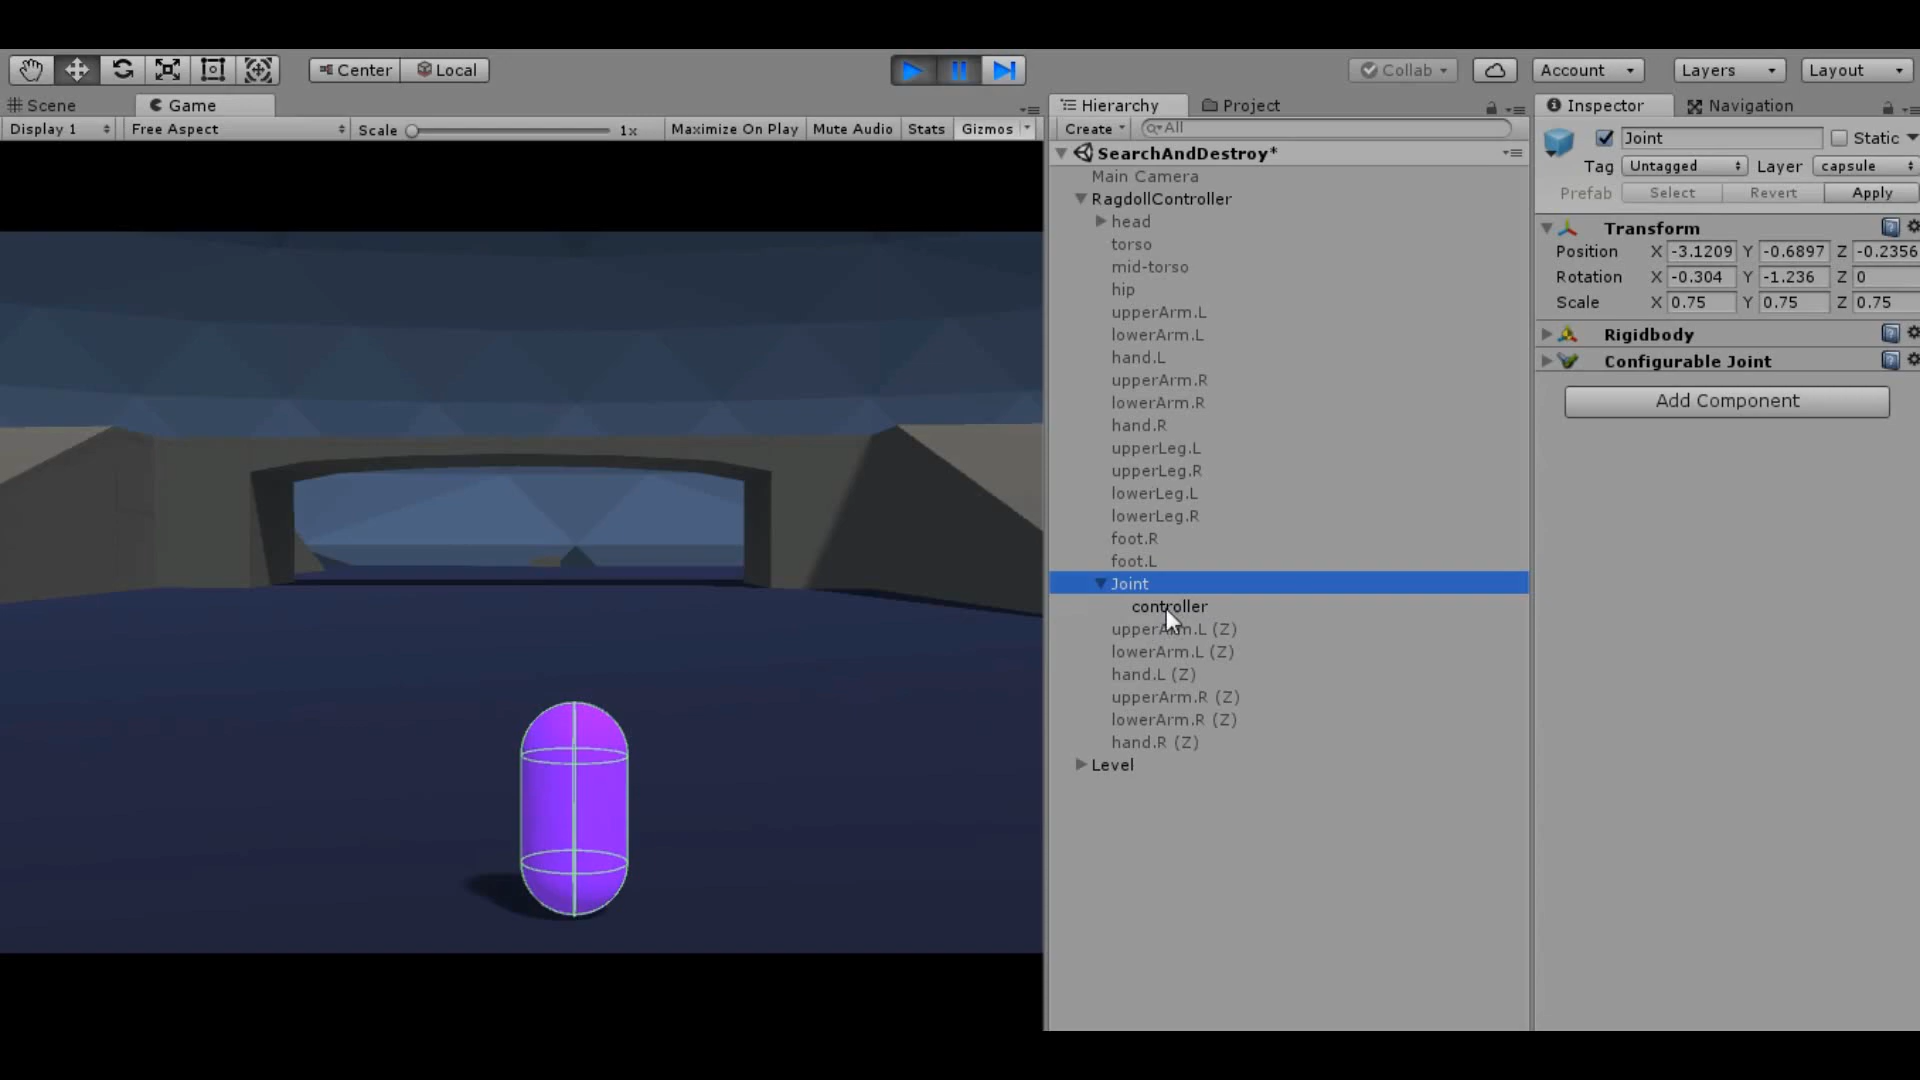 Center Local Collab Account Layers Layout
Scene Game Hierarchy Project Inspector Navigation
Display 1 Free Aspect Scale 1x Maximize On Play Mute Audio Stats Gizmos
Create All
SearchAndDestroy*
Main Camera
RagdollController
head
torso
mid-torso
hip
upperArm.L
lowerArm.L
hand.L
upperArm.R
lowerArm.R
hand.R
upperLeg.L
upperLeg.R
lowerLeg.L
lowerLeg.R
foot.R
foot.L
Joint
controller
upperArm.L (Z)
lowerArm.L (Z)
hand.L (Z)
upperArm.R (Z)
lowerArm.R (Z)
hand.R (Z)
Level
Joint Static
Tag Untagged Layer capsule
Prefab Select Revert Apply
Transform
Position X -3.1209 Y -0.6897 Z -0.2356
Rotation X -0.304 Y -1.236 Z 0
Scale X 0.75 Y 0.75 Z 0.75
Rigidbody
Configurable Joint
Add Component